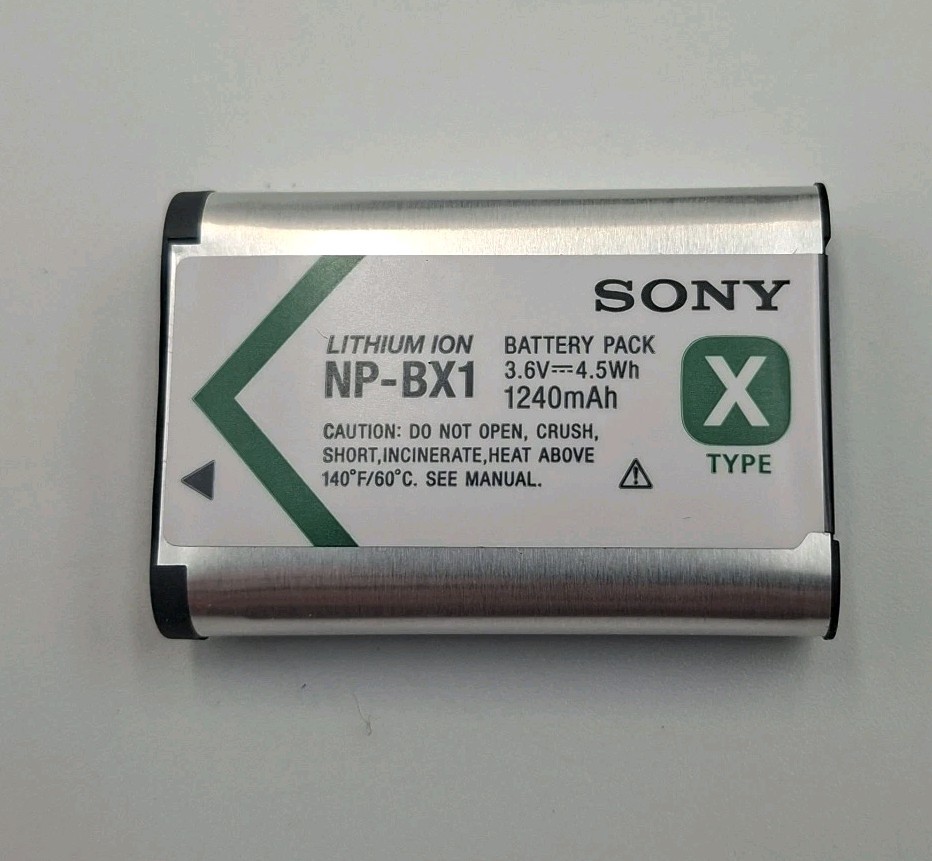 SONY
LITHIUM ION
NP-BX1
BATTERY PACK
3.6V⎓4.5Wh
1240mAh
X
TYPE
CAUTION: DO NOT OPEN, CRUSH,
SHORT,INCINERATE,HEAT ABOVE
140°F/60°C. SEE MANUAL.